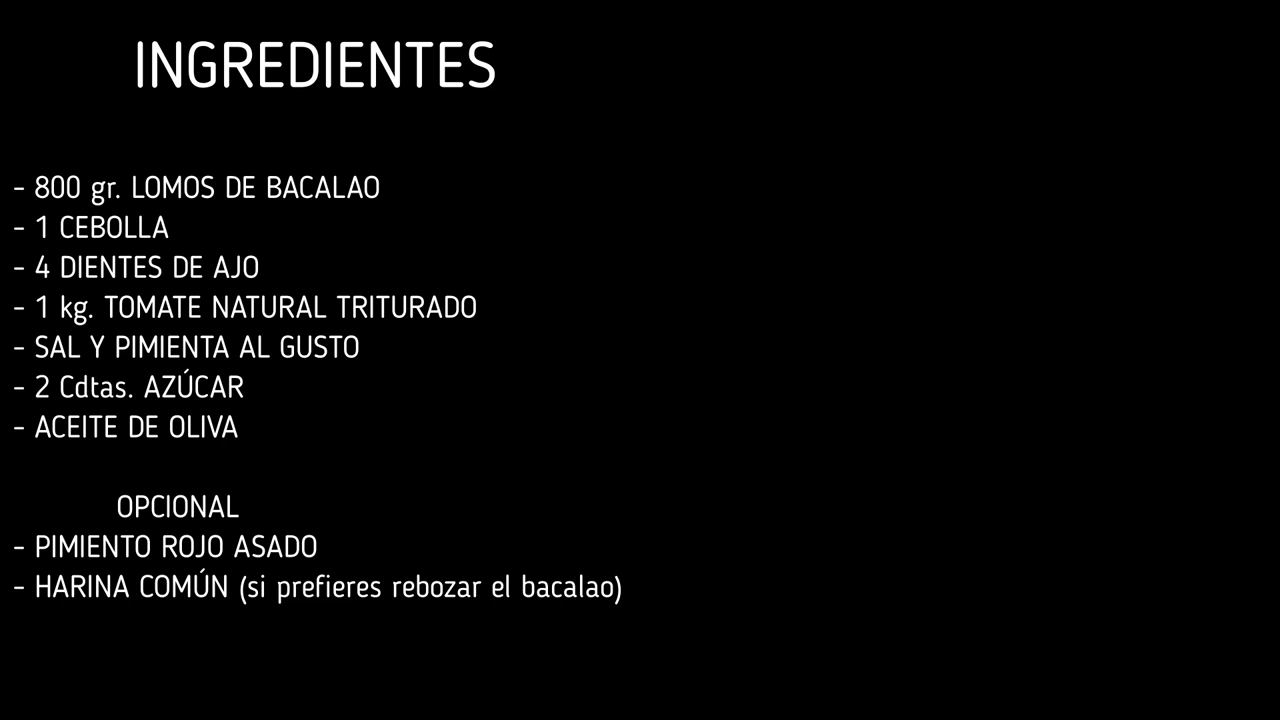 INGREDIENTES
- 800 gr. LOMOS DE BACALAO
- 1 CEBOLLA
- 4 DIENTES DE AJO
- 1 kg. TOMATE NATURAL TRITURADO
- SAL Y PIMIENTA AL GUSTO
- 2 Cdtas. AZÚCAR
- ACEITE DE OLIVA
OPCIONAL
- PIMIENTO ROJO ASADO
- HARINA COMÚN (si prefieres rebozar el bacalao)